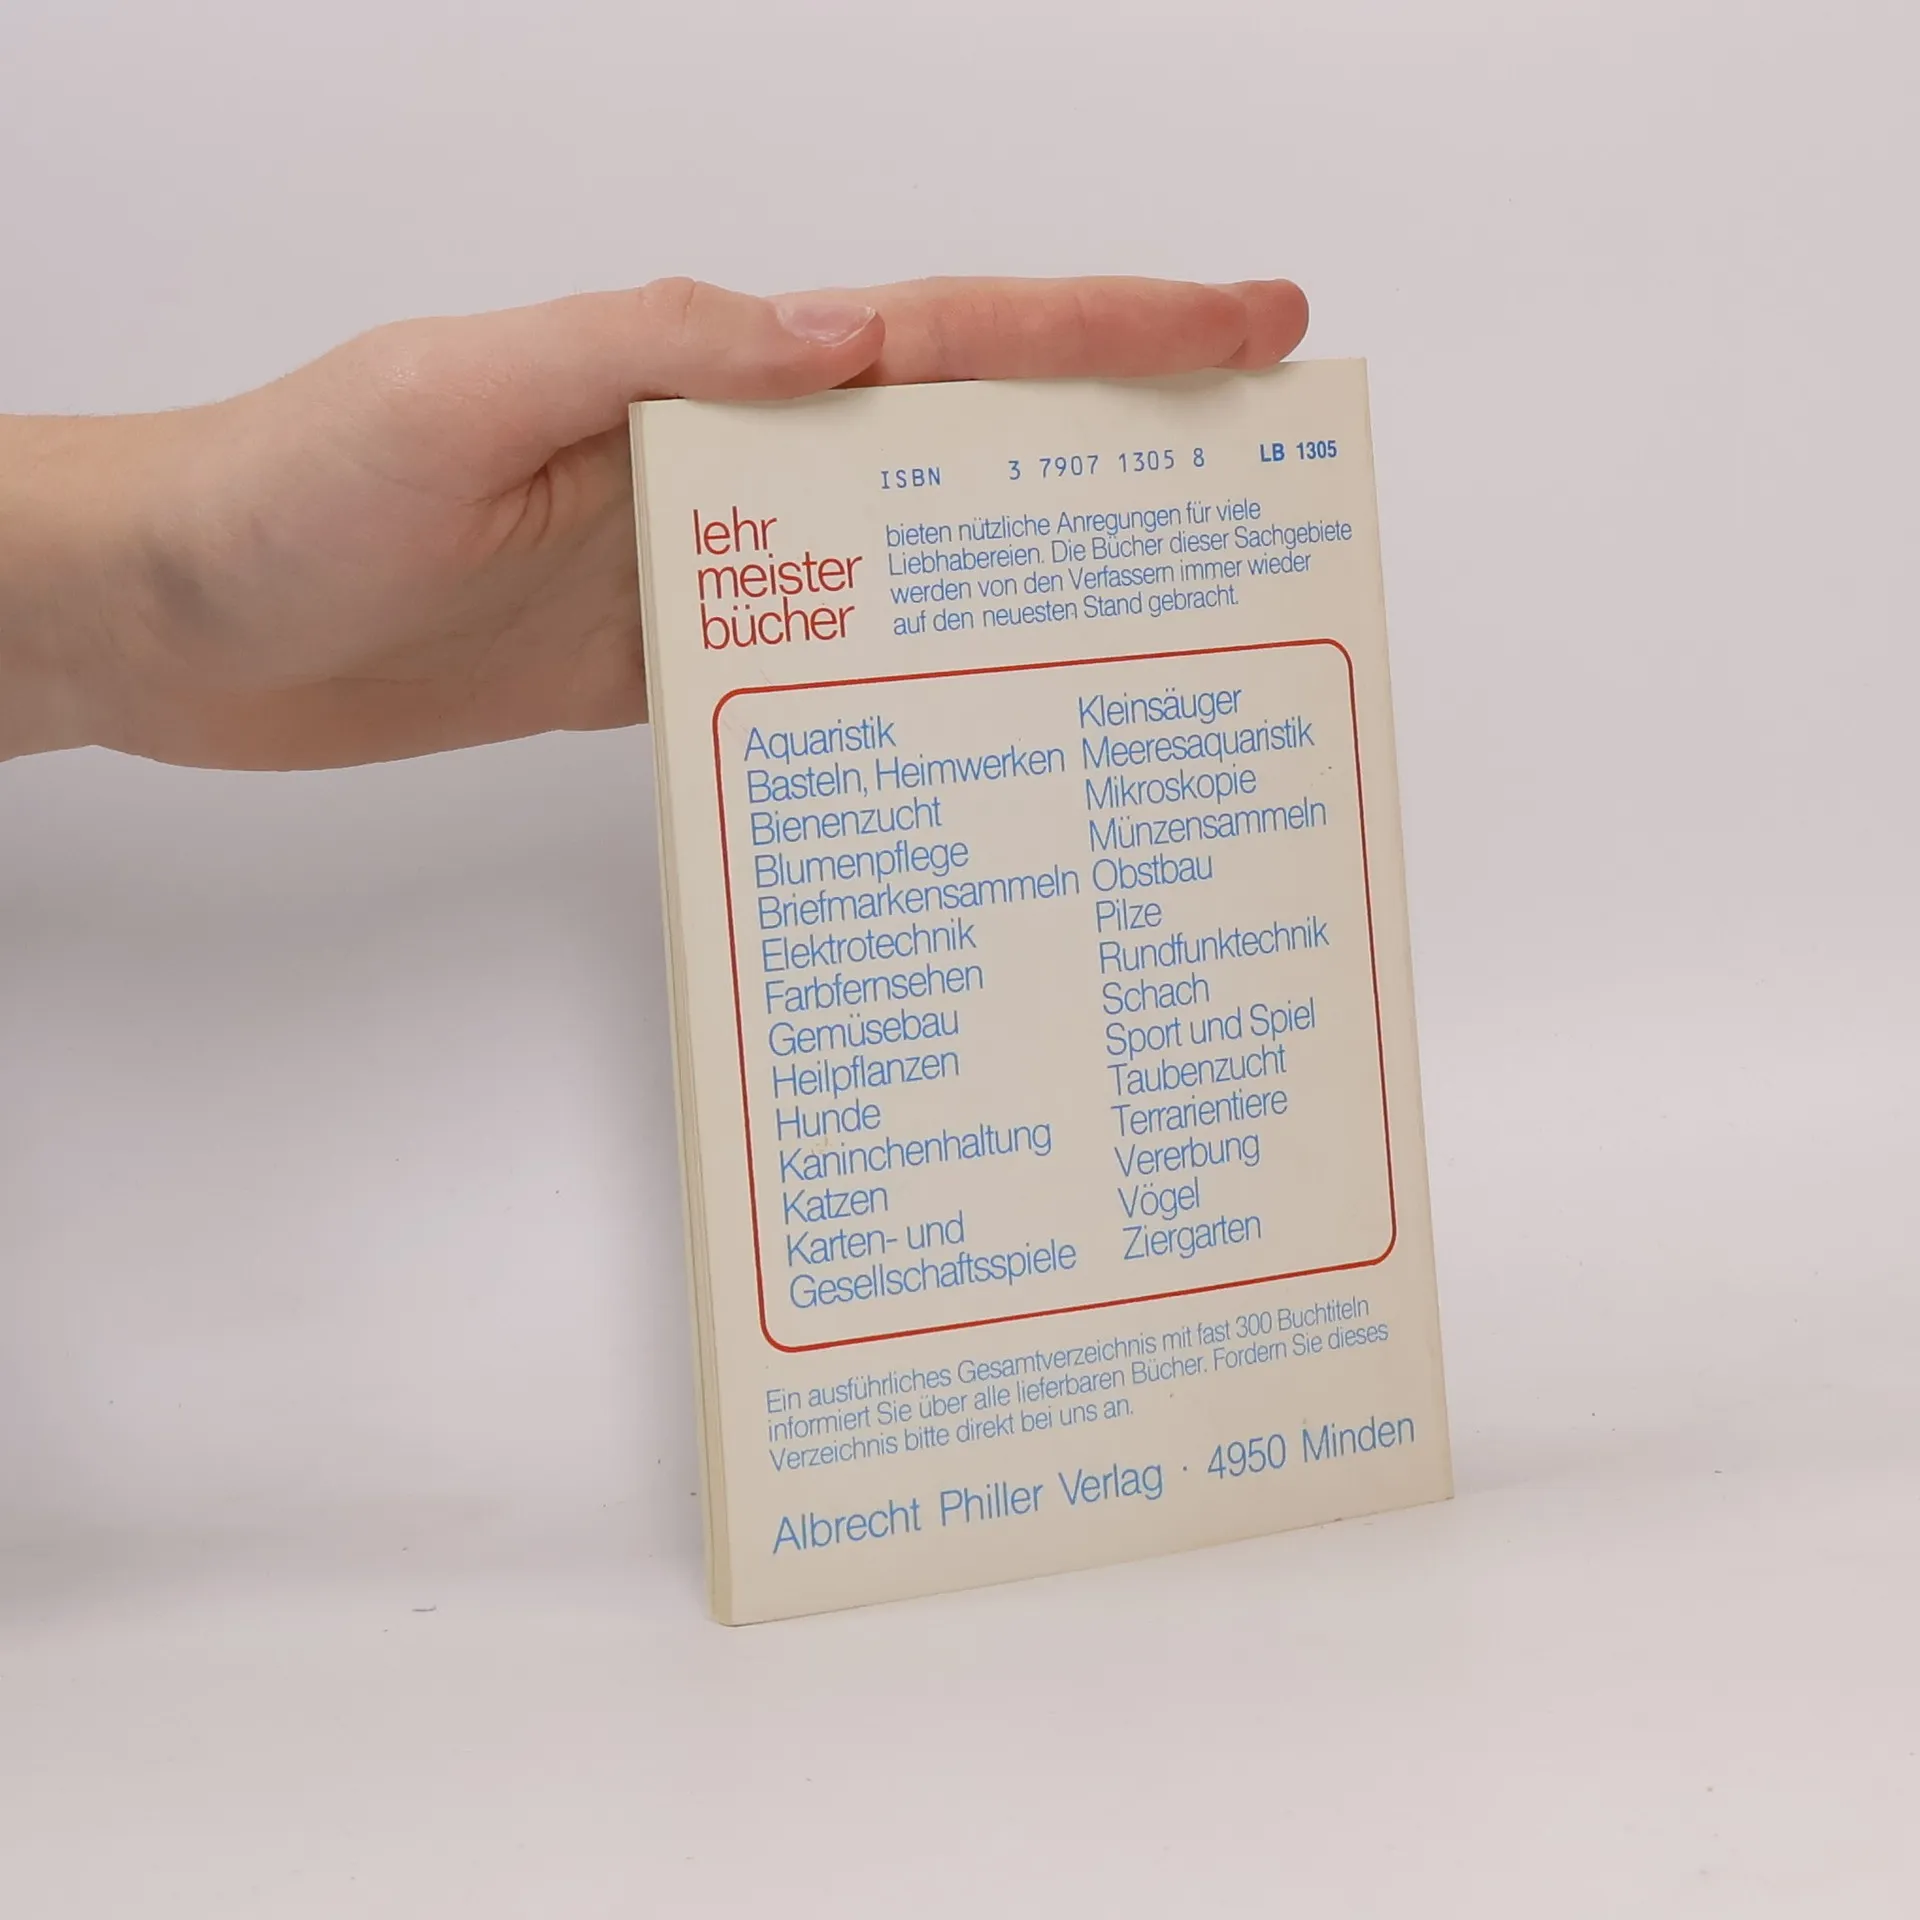 ISBN 3 7907 1305 8 LB 1305
lehr
meister
bücher
bieten nützliche Anregungen für viele
Liebhabereien. Die Bücher dieser Sachgebiete
werden von den Verfassern immer wieder
auf den neuesten Stand gebracht.
Aquaristik
Basteln, Heimwerken
Bienenzucht
Blumenpflege
Briefmarkensammeln
Elektrotechnik
Farbfernsehen
Gemüsebau
Heilpflanzen
Hunde
Kaninchenhaltung
Katzen
Karten- und
Gesellschaftsspiele
Kleinsäuger
Meeresaquaristik
Mikroskopie
Münzensammeln
Obstbau
Pilze
Rundfunktechnik
Schach
Sport und Spiel
Taubenzucht
Terrarientiere
Vererbung
Vögel
Ziergarten
Ein ausführliches Gesamtverzeichnis mit fast 300 Buchtiteln
informiert Sie über alle lieferbaren Bücher. Fordern Sie dieses
Verzeichnis bitte direkt bei uns an.
Albrecht Philler Verlag · 4950 Minden